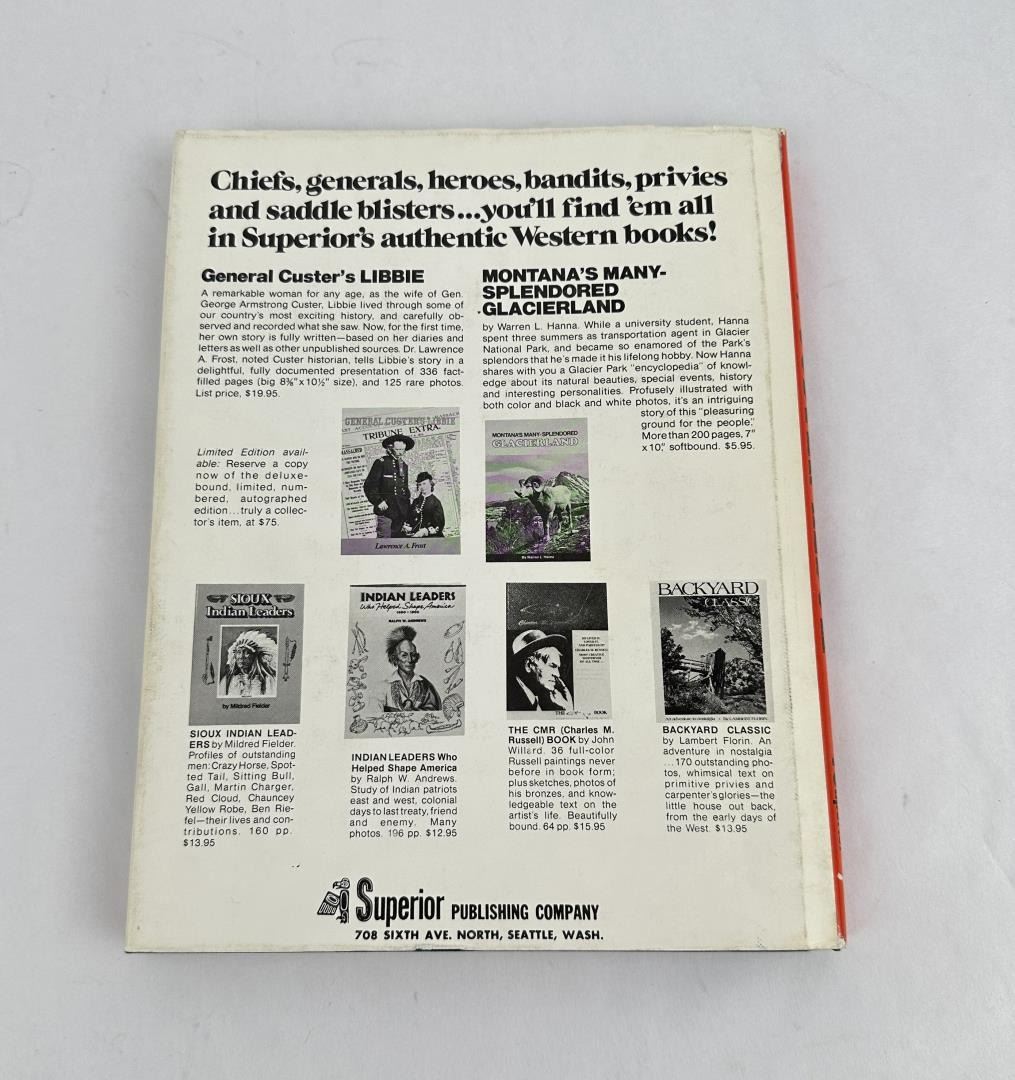 Chiefs, generals, heroes, bandits, privies
and saddle blisters...you'll find 'em all
in Superior's authentic Western books!
General Custer's LIBBIE
A remarkable woman for any age, as the wife of Gen.
George Armstrong Custer, Libbie lived through some of
our country's most exciting history, and carefully ob-
served and recorded what she saw. Now, for the first time,
her own story is fully written—based on her diaries and
letters as well as other unpublished sources. Dr. Lawrence
A. Frost, noted Custer historian, tells Libbie's story in a
delightful, fully documented presentation of 336 fact-
filled pages (big 8⅜" x 10½" size), and 125 rare photos.
List price, $19.95.
Limited Edition avail-
able: Reserve a copy
now of the deluxe-
bound, limited, num-
bered, autographed
edition...truly a collec-
tor's item, at $75.
GENERAL CUSTER'S LIBBIE
TRIBUNE EXTRA.
Lawrence A. Frost
MONTANA'S MANY-
SPLENDORED
GLACIERLAND
by Warren L. Hanna. While a university student, Hanna
spent three summers as transportation agent in Glacier
National Park, and became so enamored of the Park's
splendors that he's made it his lifelong hobby. Now Hanna
shares with you a Glacier Park "encyclopedia" of knowl-
edge about its natural beauties, special events, history
and interesting personalities. Profusely illustrated with
both color and black and white photos, it's an intriguing
story of this "pleasuring
ground for the people."
More than 200 pages, 7"
x 10", softbound. $5.95.
MONTANA'S MANY-SPLENDORED
GLACIERLAND
By Warren L. Hanna
SIOUX
Indian Leaders
by Mildred Fielder
SIOUX INDIAN LEAD-
ERS by Mildred Fielder.
Profiles of outstanding
men: Crazy Horse, Spot-
ted Tail, Sitting Bull,
Gall, Martin Charger,
Red Cloud, Chauncey
Yellow Robe, Ben Rie-
fel—their lives and con-
tributions. 160 pp.
$13.95
INDIAN LEADERS
Who Helped Shape America
RALPH W. ANDREWS
INDIAN LEADERS Who
Helped Shape America
by Ralph W. Andrews.
Study of Indian patriots
east and west, colonial
days to last treaty, friend
and enemy. Many
photos. 196 pp. $12.95
THE BOOK
THE CMR (Charles M.
Russell) BOOK by John
Willard. 36 full-color
Russell paintings never
before in book form;
plus sketches, photos of
his bronzes, and know-
ledgeable text on the
artist's life. Beautifully
bound. 64 pp. $15.95
BACKYARD
CLASSIC
An adventure in nostalgia • By LAMBERT FLORIN
BACKYARD CLASSIC
by Lambert Florin. An
adventure in nostalgia
...170 outstanding pho-
tos, whimsical text on
primitive privies and
carpenter's glories—the
little house out back,
from the early days of
the West. $13.95
Superior PUBLISHING COMPANY
708 SIXTH AVE. NORTH, SEATTLE, WASH.